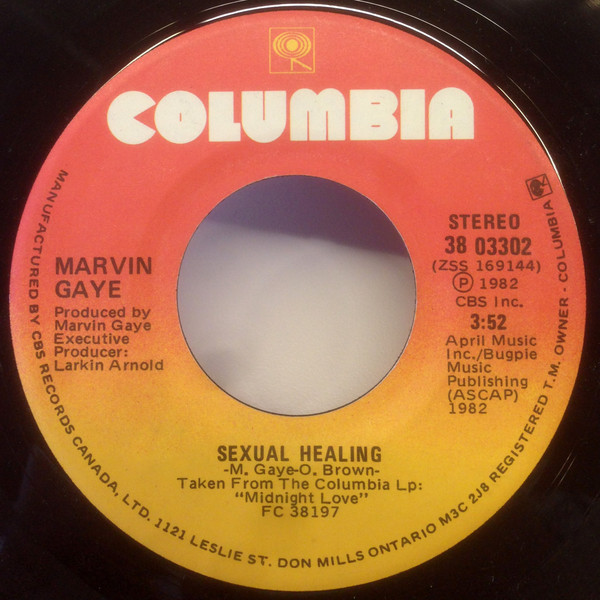 COLUMBIA
STEREO
38 03302
(ZSS 169144)
Ⓟ 1982
CBS Inc.
3:52
April Music
Inc./Bugpie
Music
Publishing
(ASCAP)
1982
MARVIN
GAYE
Produced by
Marvin Gaye
Executive
Producer:
Larkin Arnold
SEXUAL HEALING
-M. Gaye-O. Brown-
Taken From The Columbia Lp:
"Midnight Love"
FC 38197
MANUFACTURED BY CBS RECORDS CANADA, LTD. 1121 LESLIE ST. DON MILLS ONTARIO M3C 2J8 REGISTERED T.M. OWNER - COLUMBIA